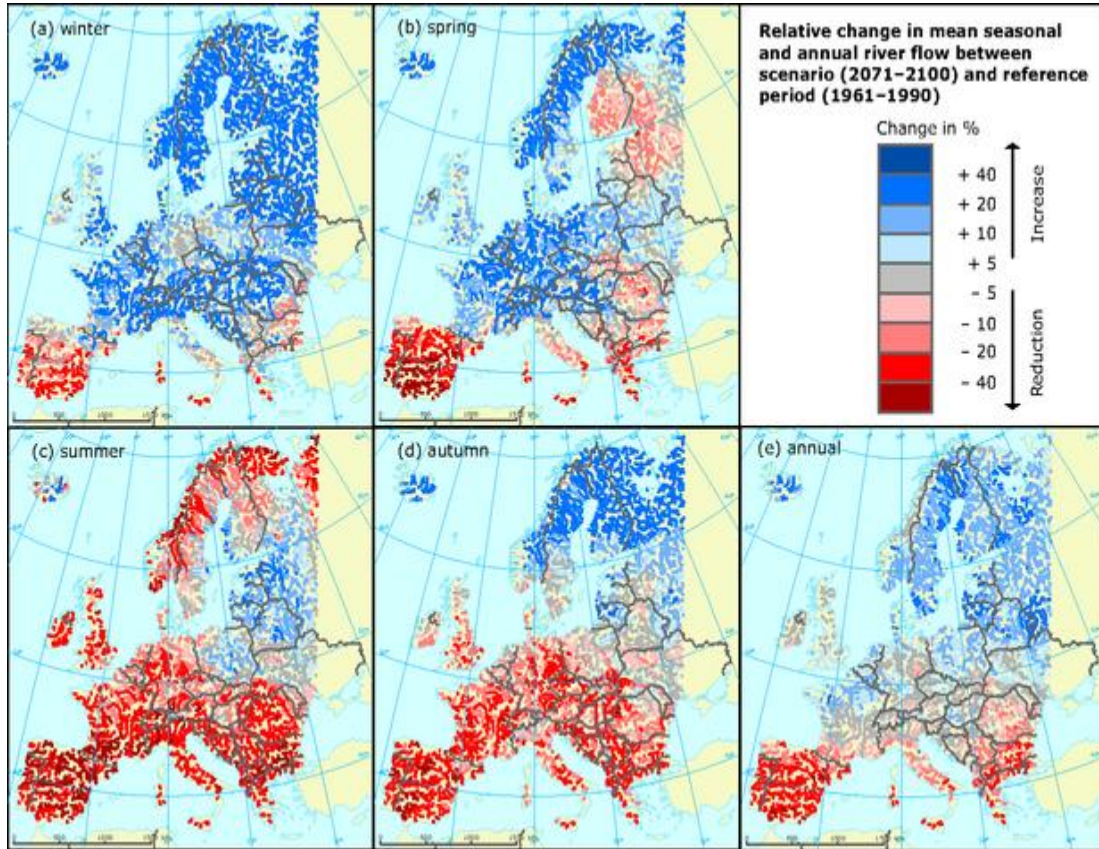 (a) winter
(b) spring
Relative change in mean seasonal
and annual river flow between
scenario (2071–2100) and reference
period (1961–1990)
Change in %
+ 40
+ 20
+ 10
+ 5
– 5
– 10
– 20
– 40
Increase
Reduction
(c) summer
(d) autumn
(e) annual